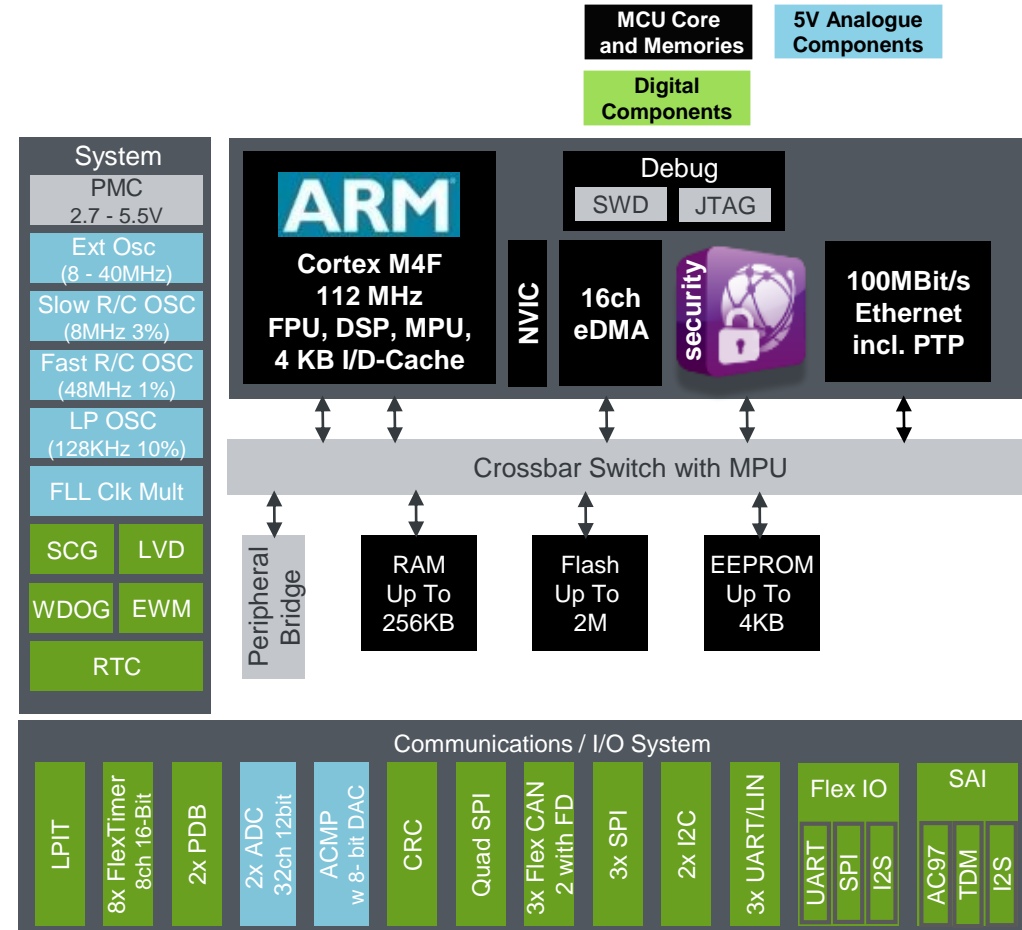 MCU Core
and Memories
5V Analogue
Components
Digital
Components
System
PMC
2.7 - 5.5V
Ext Osc
(8 - 40MHz)
Slow R/C OSC
(8MHz 3%)
Fast R/C OSC
(48MHz 1%)
LP OSC
(128KHz 10%)
FLL Clk Mult
SCG
LVD
WDOG
EWM
RTC
ARM
Cortex M4F
112 MHz
FPU, DSP, MPU,
4 KB I/D-Cache
Debug
SWD
JTAG
NVIC
16ch
eDMA
security
100MBit/s
Ethernet
incl. PTP
Crossbar Switch with MPU
Peripheral
Bridge
RAM
Up To
256KB
Flash
Up To
2M
EEPROM
Up To
4KB
Communications / I/O System
LPIT
8x FlexTimer
8ch 16-Bit
2x PDB
2x ADC
32ch 12bit
ACMP
w 8- bit DAC
CRC
Quad SPI
3x Flex CAN
2 with FD
3x SPI
2x I2C
3x UART/LIN
Flex IO
UART
SPI
I2S
SAI
AC97
TDM
I2S